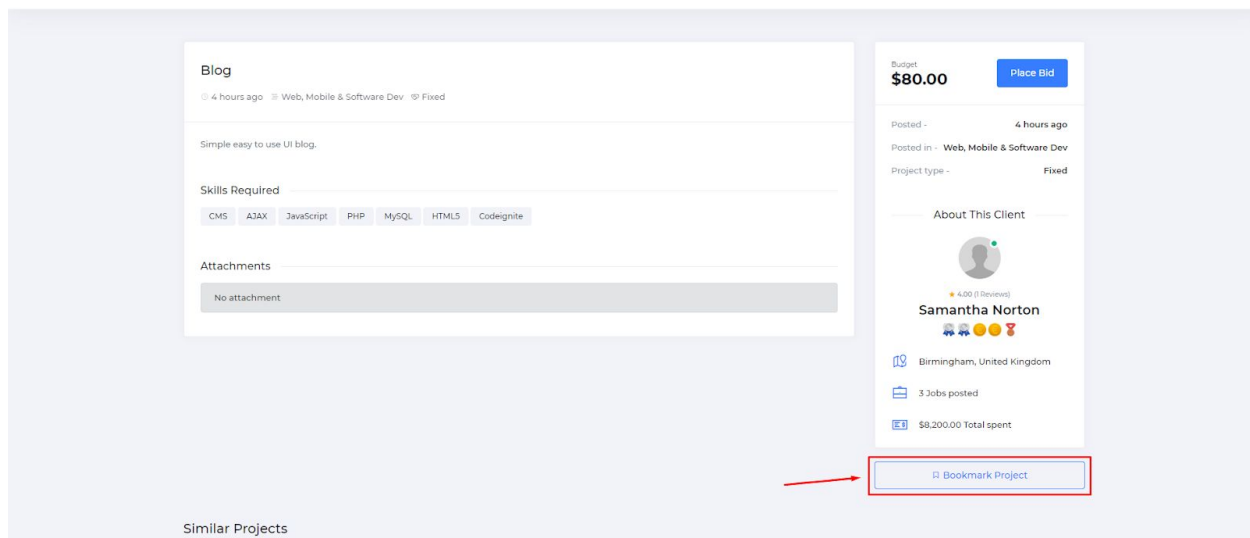 Blog
4 hours ago Web, Mobile & Software Dev Fixed
Simple easy to use UI blog.
Skills Required
CMS AJAX JavaScript PHP MySQL HTML5 Codeignite
Attachments
No attachment
Budget
$80.00
Place Bid
Posted - 4 hours ago
Posted in - Web, Mobile & Software Dev
Project type - Fixed
About This Client
4.00 (1 Reviews)
Samantha Norton
Birmingham, United Kingdom
3 Jobs posted
$8,200.00 Total spent
Bookmark Project
Similar Projects